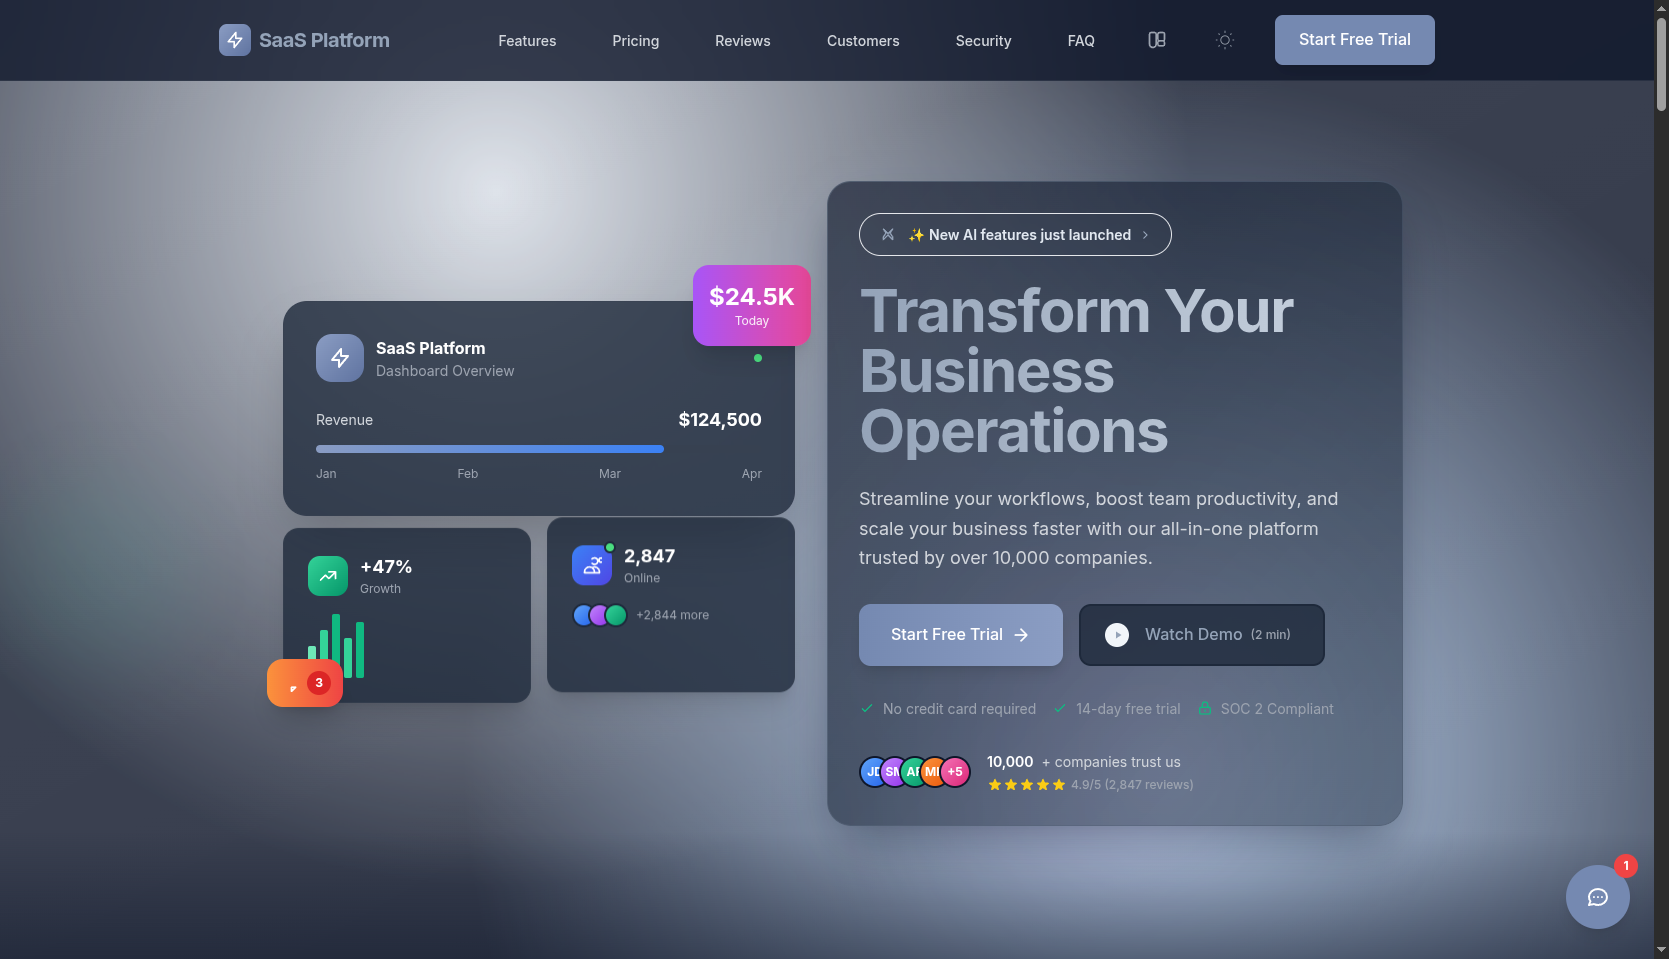 SaaS Platform
Features
Pricing
Reviews
Customers
Security
FAQ
Start Free Trial
$24.5K
Today
SaaS Platform
Dashboard Overview
Revenue
$124,500
Jan
Feb
Mar
Apr
+47%
Growth
3
2,847
Online
+2,844 more
✨ New AI features just launched
Transform Your
Business
Operations
Streamline your workflows, boost team productivity, and
scale your business faster with our all-in-one platform
trusted by over 10,000 companies.
Start Free Trial
Watch Demo (2 min)
No credit card required
14-day free trial
SOC 2 Compliant
+5
10,000 + companies trust us
4.9/5 (2,847 reviews)
1